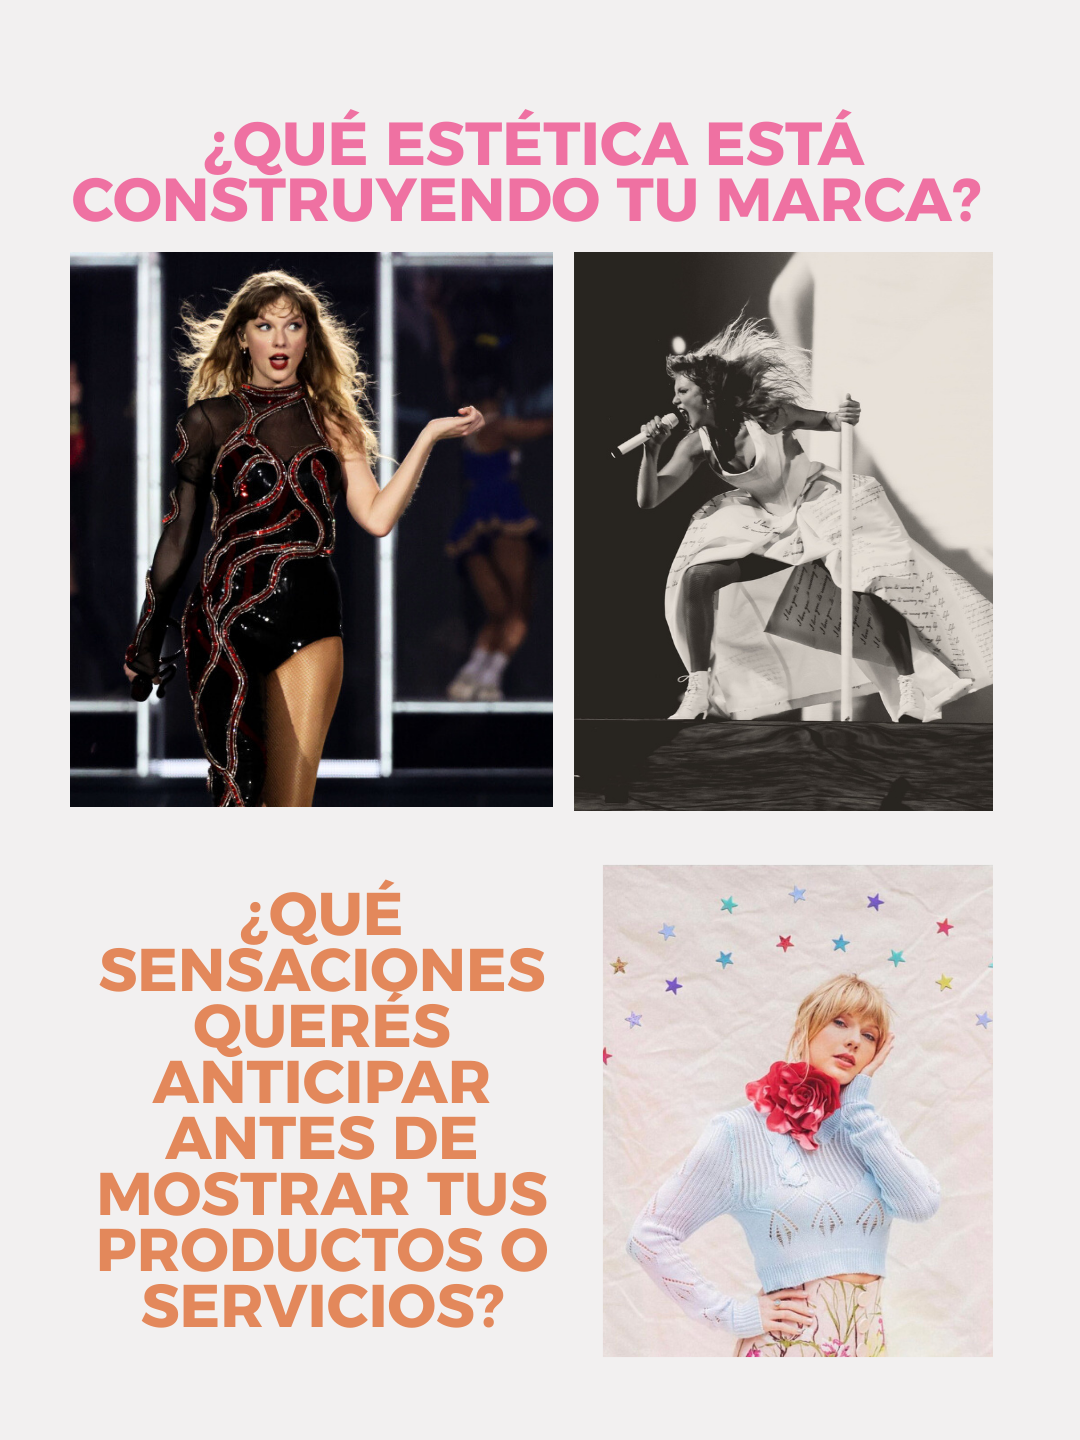 ¿QUÉ ESTÉTICA ESTÁ
CONSTRUYENDO TU MARCA?
¿QUÉ
SENSACIONES
QUERÉS
ANTICIPAR
ANTES DE
MOSTRAR TUS
PRODUCTOS O
SERVICIOS?